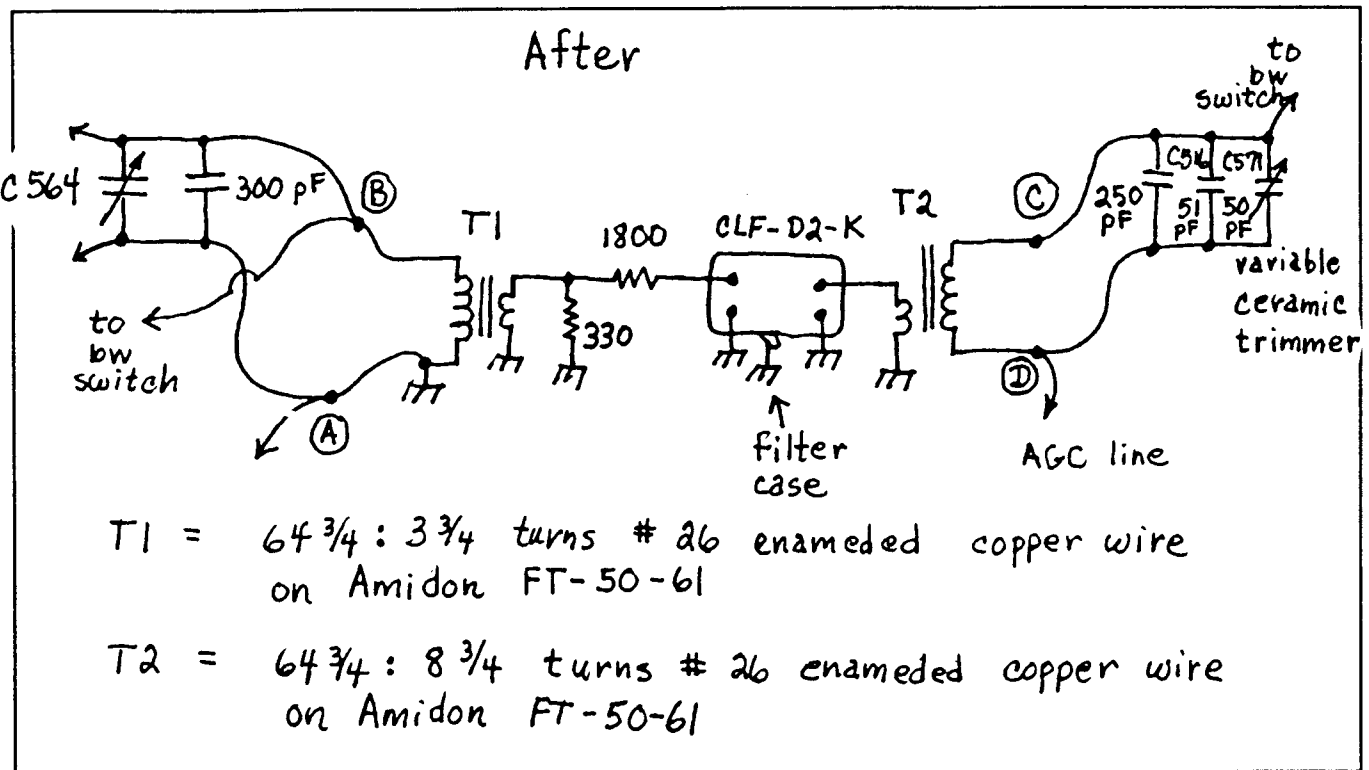 After
to
bw
switch
C 564
300 pF
B
T1
1800
CLF-D2-K
T2
C
250
pF
C516
51
pF
C571
50
pF
variable
ceramic
trimmer
330
to
bw
switch
A
filter
case
D
AGC line
T1 = 64 3/4 : 3 3/4 turns # 26 enameded copper wire
on Amidon FT-50-61
T2 = 64 3/4 : 8 3/4 turns # 26 enameded copper wire
on Amidon FT-50-61